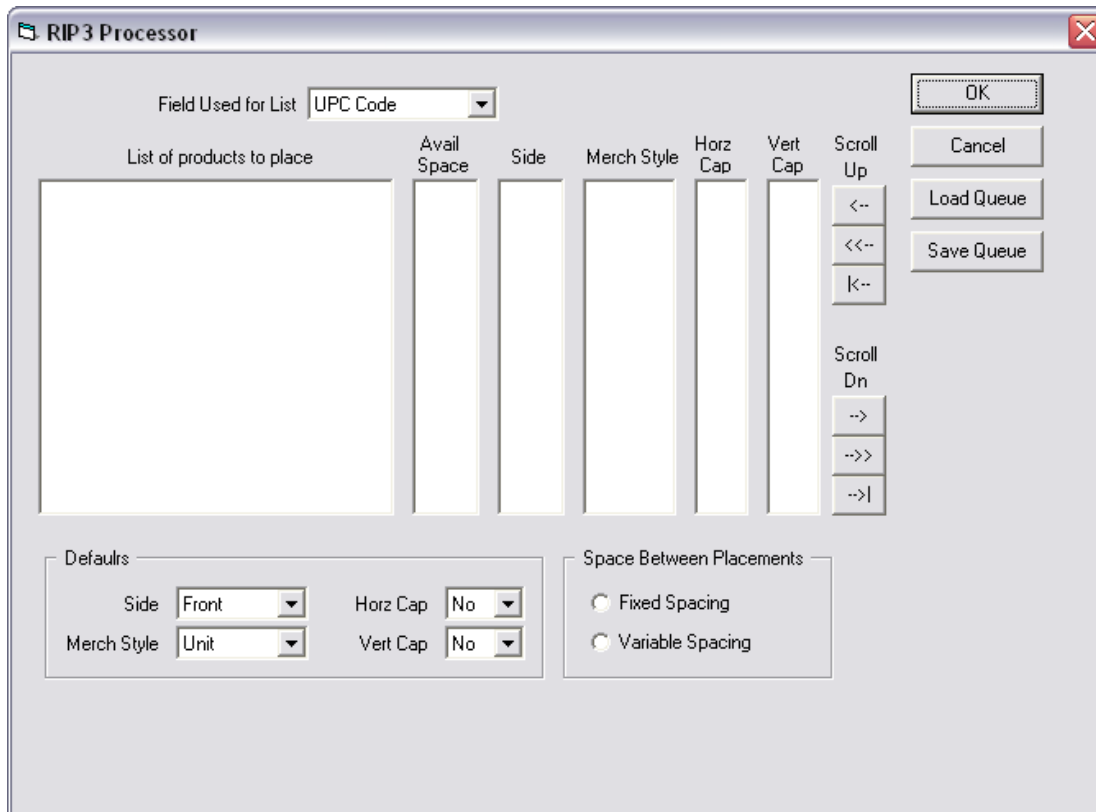 RIP3 Processor
Field Used for List UPC Code
OK
Cancel
Load Queue
Save Queue
List of products to place
Avail
Space
Side
Merch Style
Horz
Cap
Vert
Cap
Scroll
Up
<--
<<--
|<--
Scroll
Dn
-->
-->>
-->|
Defaulrs
Side Front Horz Cap No
Merch Style Unit Vert Cap No
Space Between Placements
Fixed Spacing
Variable Spacing